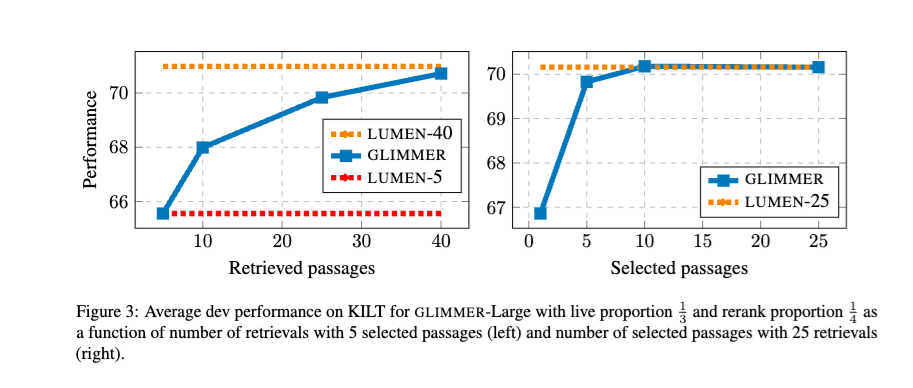 Performance
70
68
66
LUMEN-40
GLIMMER
LUMEN-5
10
20
30
40
Retrieved passages
70
69
68
67
GLIMMER
LUMEN-25
0
5
10
15
20
25
Selected passages
Figure 3: Average dev performance on KILT for GLIMMER-Large with live proportion 1/3 and rerank proportion 1/4 as
a function of number of retrievals with 5 selected passages (left) and number of selected passages with 25 retrievals
(right).